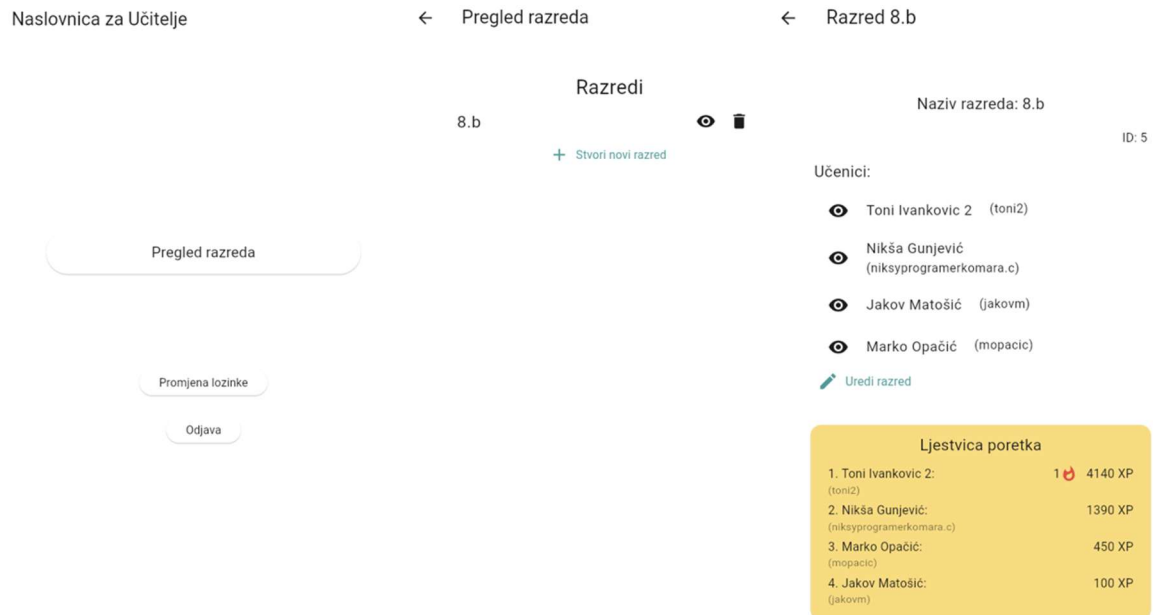 Naslovnica za Učitelje
Pregled razreda
Promjena lozinke
Odjava
Pregled razreda
Razredi
8.b
Stvori novi razred
Razred 8.b
Naziv razreda: 8.b
ID: 5
Učenici:
Toni Ivankovic 2 (toni2)
Nikša Gunjević
(niksyprogramerkomara.c)
Jakov Matošić (jakovm)
Marko Opačić (mopacic)
Uredi razred
Ljestvica poretka
1. Toni Ivankovic 2: 1 4140 XP
(toni2)
2. Nikša Gunjević: 1390 XP
(niksyprogramerkomara.c)
3. Marko Opačić: 450 XP
(mopacic)
4. Jakov Matošić: 100 XP
(jakovm)